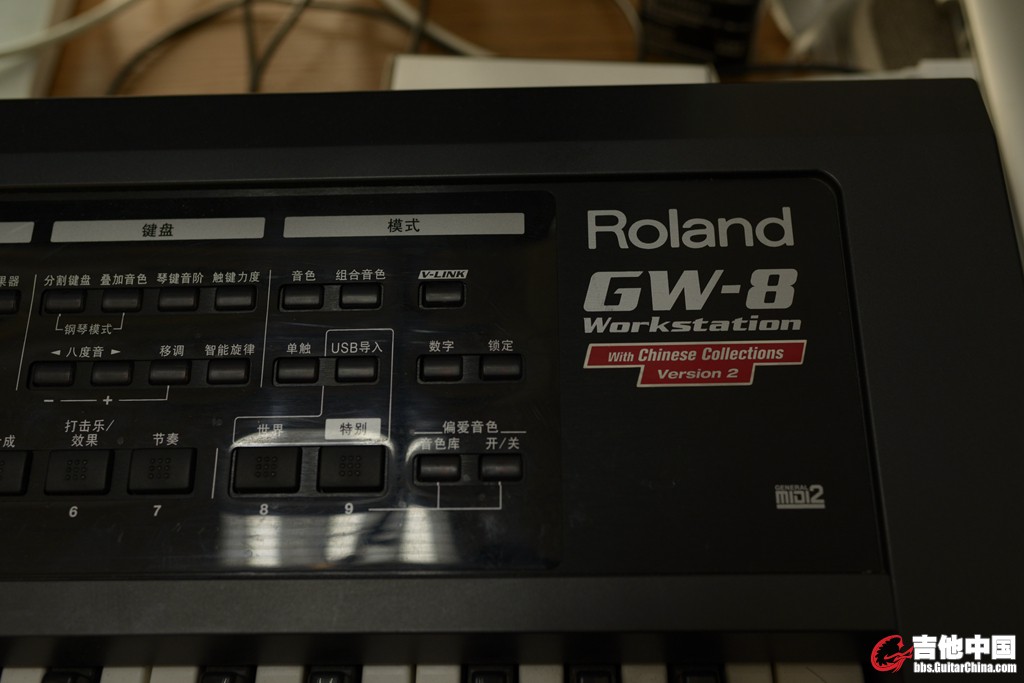 键盘
模式
果器
分割键盘 叠加音色 琴键音阶 触键力度
音色 组合音色
V-LINK
钢琴模式
◄ 八度音 ►
移调
智能旋律
单触
USB导入
数字
锁定
− +
成
打击乐/
效果
节奏
世界
特别
偏爱音色
音色库 开/关
6
7
8
9
Roland
GW-8
Workstation
With Chinese Collections
Version 2
GENERAL
MIDI2
吉他中国
bbs.GuitarChina.com